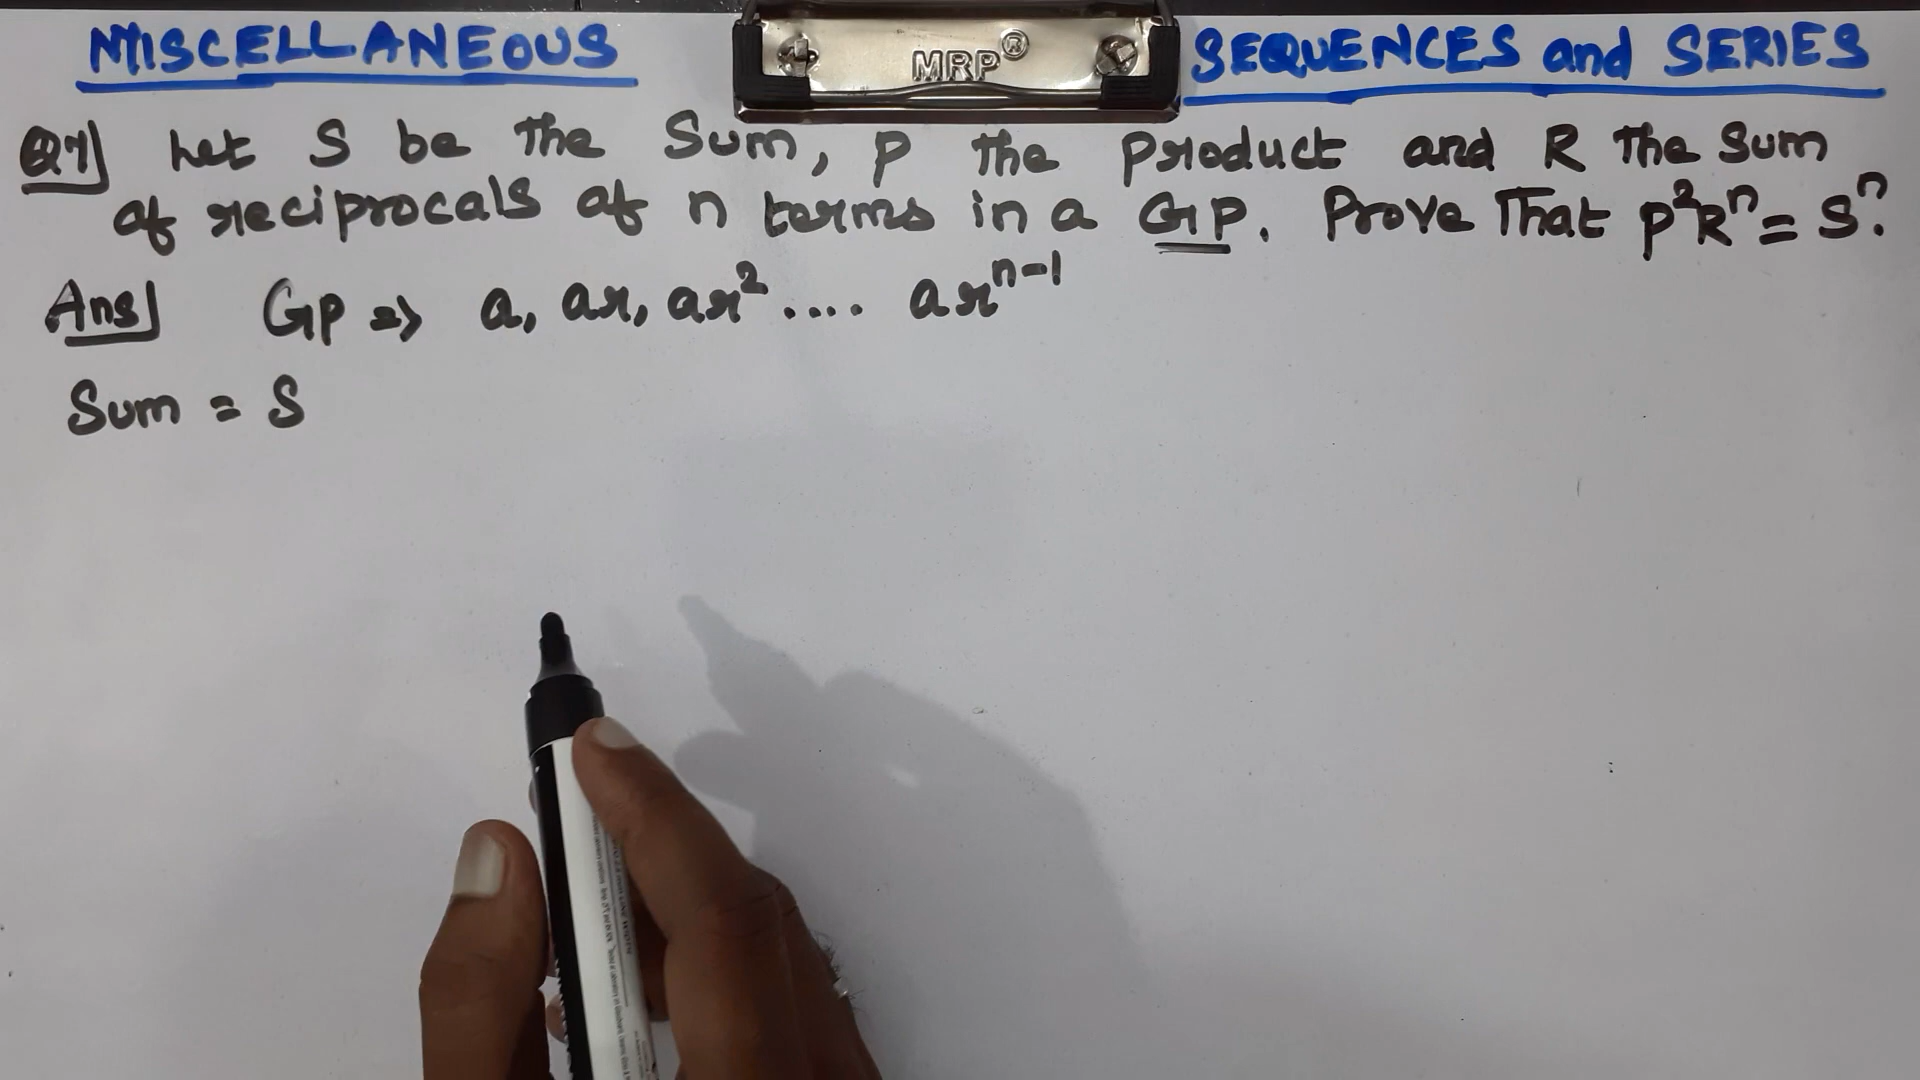 MISCELLANEOUS
MRP®
SEQUENCES and SERIES
Q7] Let S be the Sum, P the product and R the sum
of reciprocals of n terms in a GP. Prove That P²Rⁿ = Sⁿ.
Ans] GP => a, ar, ar² .... arⁿ⁻¹
Sum = S